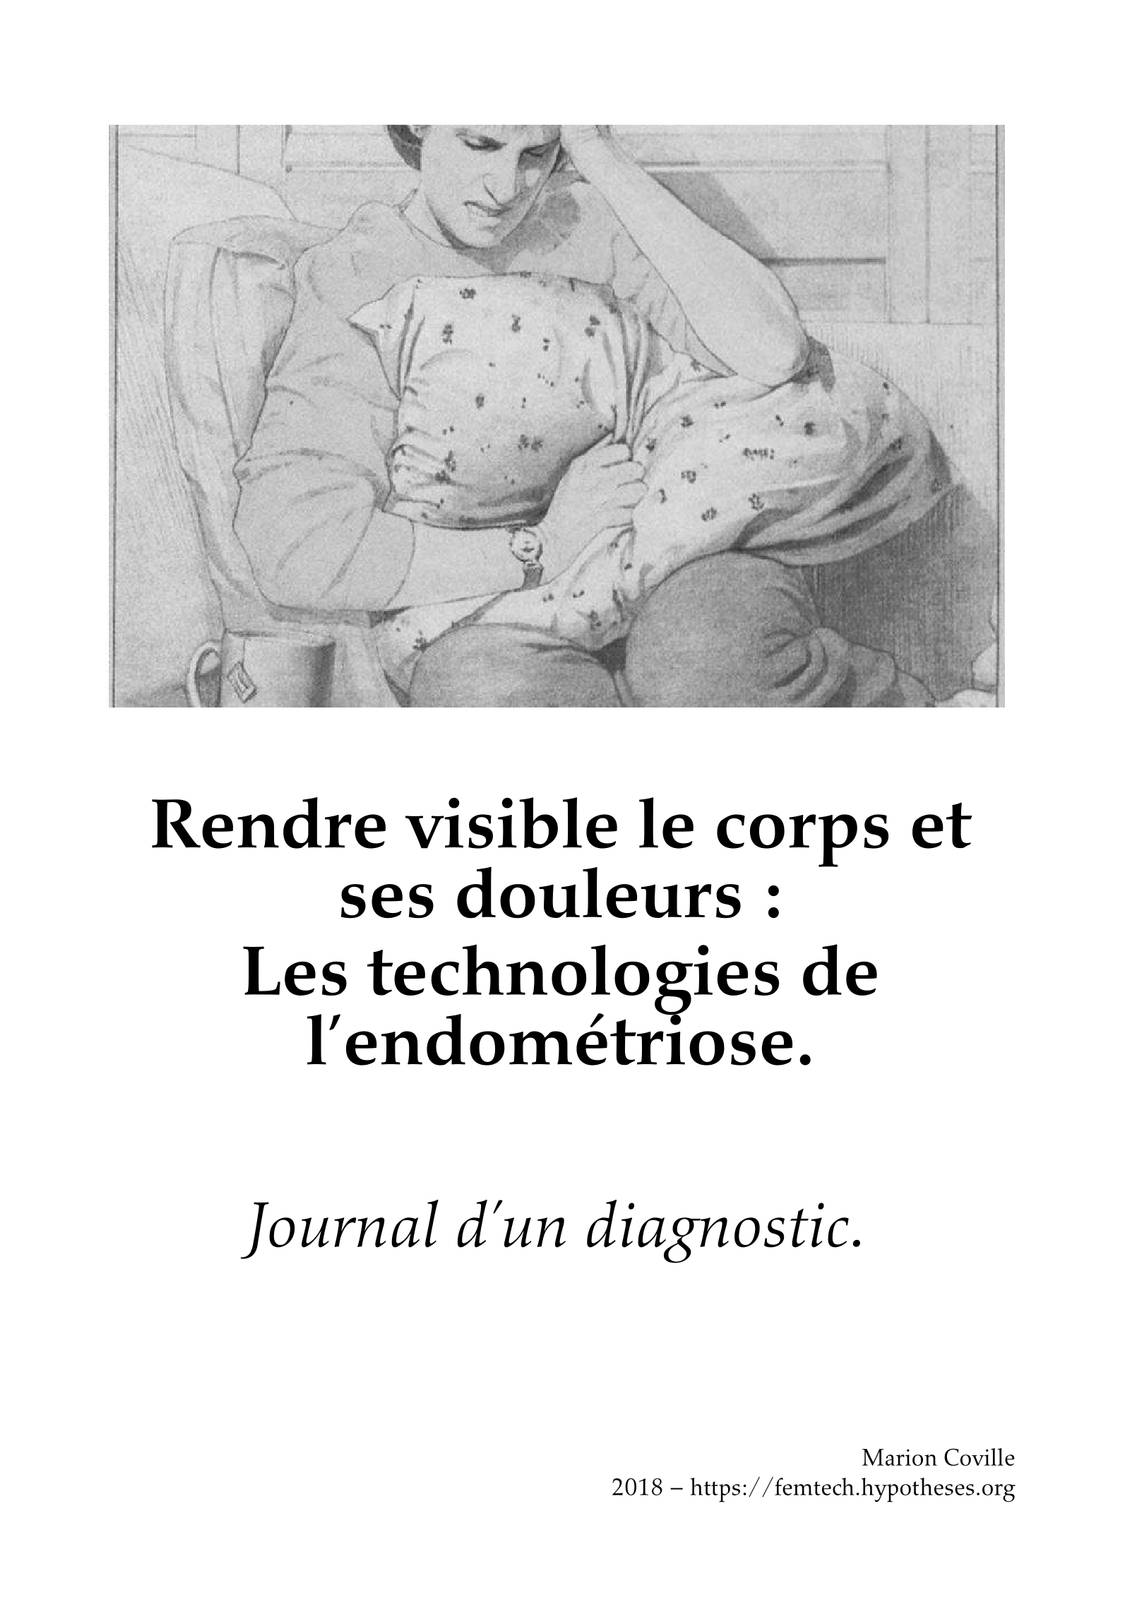 Rendre visible le corps et
ses douleurs :
Les technologies de
l'endométriose.
Journal d'un diagnostic.
Marion Coville
2018 – https://femtech.hypotheses.org